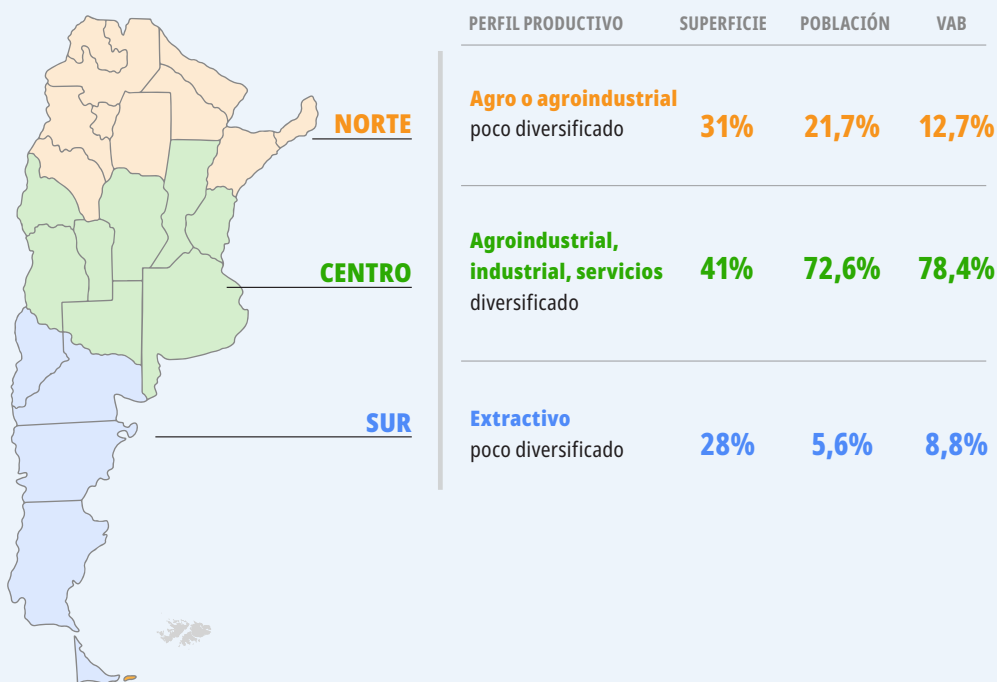 PERFIL PRODUCTIVO SUPERFICIE POBLACIÓN VAB
NORTE
Agro o agroindustrial
poco diversificado
31% 21,7% 12,7%
CENTRO
Agroindustrial,
industrial, servicios
diversificado
41% 72,6% 78,4%
SUR
Extractivo
poco diversificado
28% 5,6% 8,8%